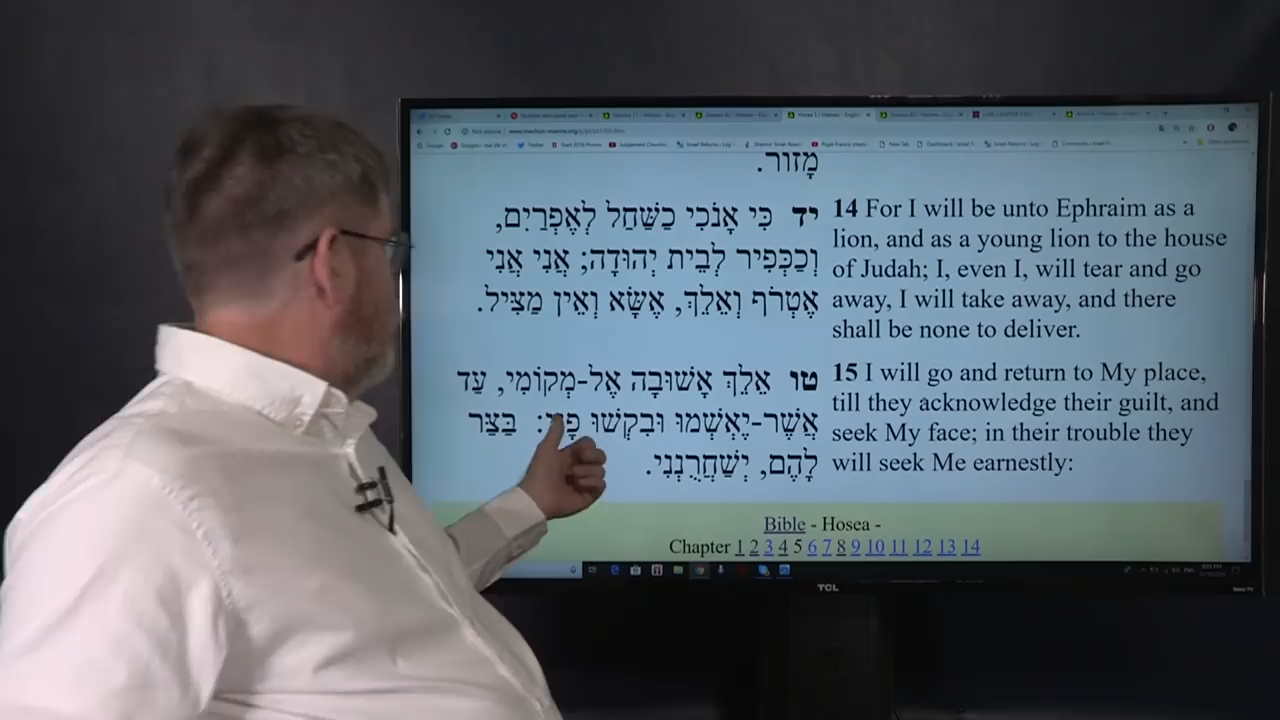 www.mechon-mamre.org
מָזוֹר.
יד כִּי אָנֹכִי כַשַּׁחַל לְאֶפְרַיִם,
וְכַכְּפִיר לְבֵית יְהוּדָה; אֲנִי אֲנִי
אֶטְרֹף וְאֵלֵךְ, אֶשָּׂא וְאֵין מַצִּיל.
14 For I will be unto Ephraim as a
lion, and as a young lion to the house
of Judah; I, even I, will tear and go
away, I will take away, and there
shall be none to deliver.
טו אֵלֵךְ אָשׁוּבָה אֶל-מְקוֹמִי, עַד
אֲשֶׁר-יֶאְשְׁמוּ וּבִקְשׁוּ בַּצַּר
לָהֶם, יְשַׁחֲרֻנְנִי.
15 I will go and return to My place,
till they acknowledge their guilt, and
seek My face; in their trouble they
will seek Me earnestly:
Bible - Hosea -
Chapter 1 2 3 4 5 6 7 8 9 10 11 12 13 14
TCL